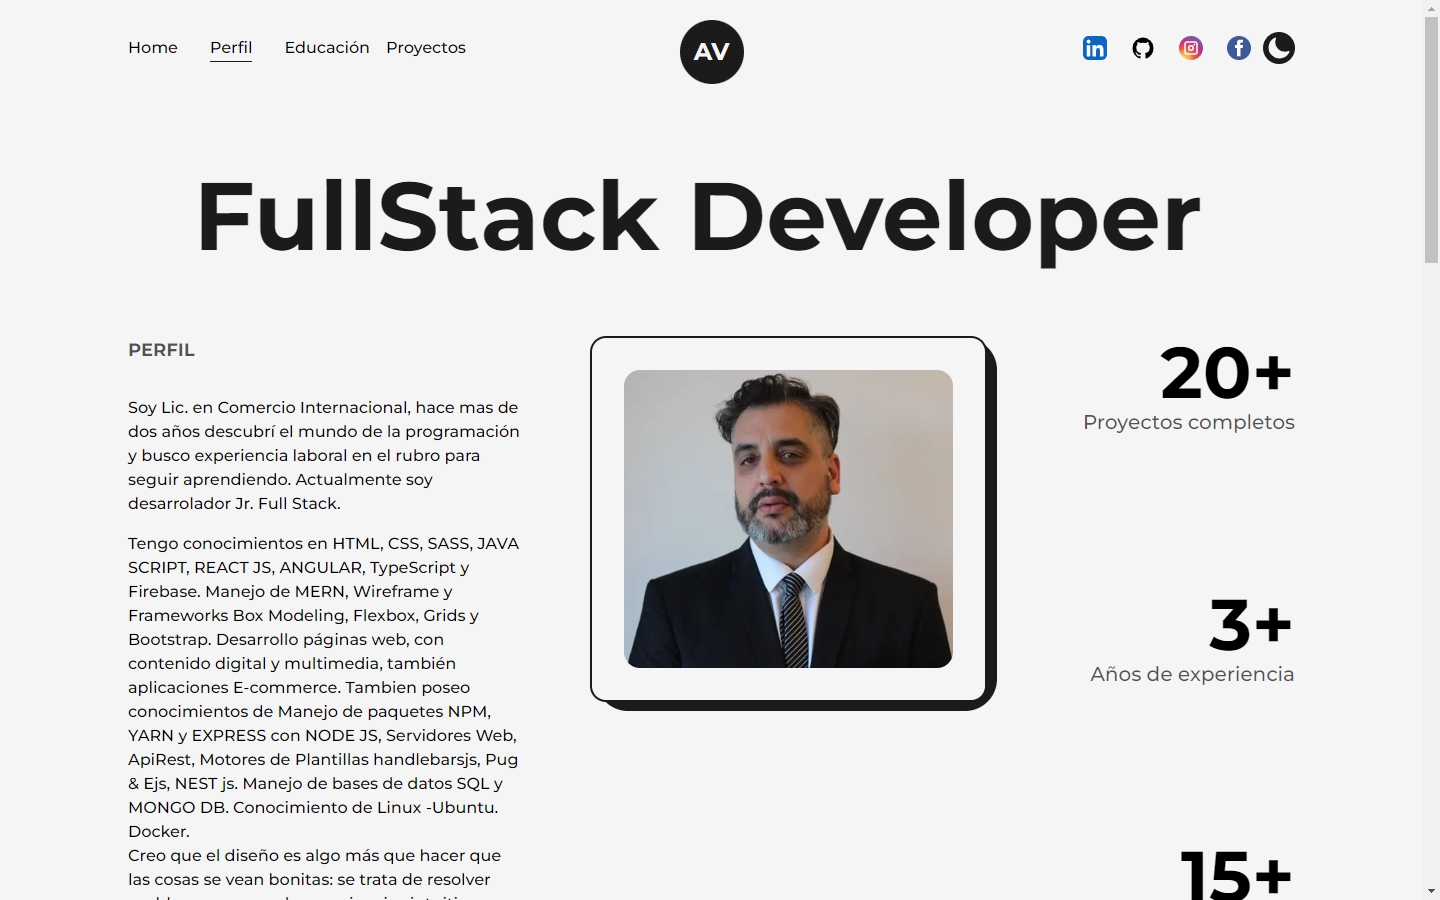 Home Perfil Educación Proyectos
AV
FullStack Developer
PERFIL
Soy Lic. en Comercio Internacional, hace mas de
dos años descubrí el mundo de la programación
y busco experiencia laboral en el rubro para
seguir aprendiendo. Actualmente soy
desarrolador Jr. Full Stack.
Tengo conocimientos en HTML, CSS, SASS, JAVA
SCRIPT, REACT JS, ANGULAR, TypeScript y
Firebase. Manejo de MERN, Wireframe y
Frameworks Box Modeling, Flexbox, Grids y
Bootstrap. Desarrollo páginas web, con
contenido digital y multimedia, también
aplicaciones E-commerce. Tambien poseo
conocimientos de Manejo de paquetes NPM,
YARN y EXPRESS con NODE JS, Servidores Web,
ApiRest, Motores de Plantillas handlebarsjs, Pug
& Ejs, NEST js. Manejo de bases de datos SQL y
MONGO DB. Conocimiento de Linux -Ubuntu.
Docker.
Creo que el diseño es algo más que hacer que
las cosas se vean bonitas: se trata de resolver
20+
Proyectos completos
3+
Años de experiencia
15+